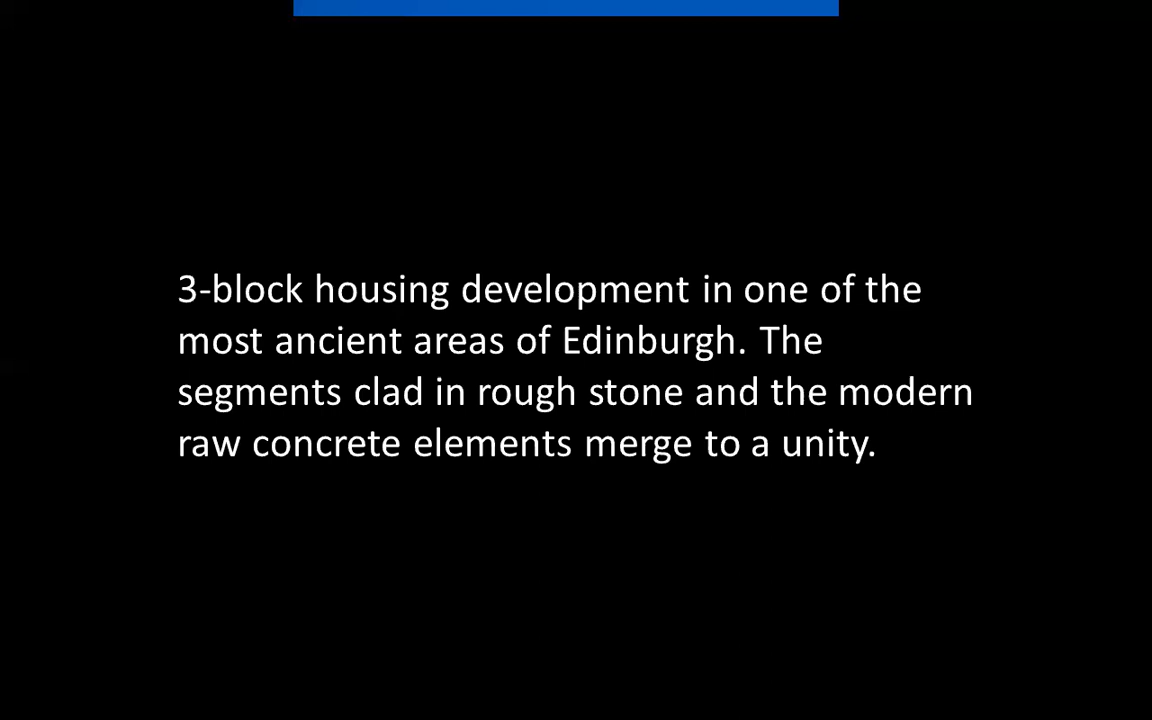 3-block housing development in one of the
most ancient areas of Edinburgh. The
segments clad in rough stone and the modern
raw concrete elements merge to a unity.